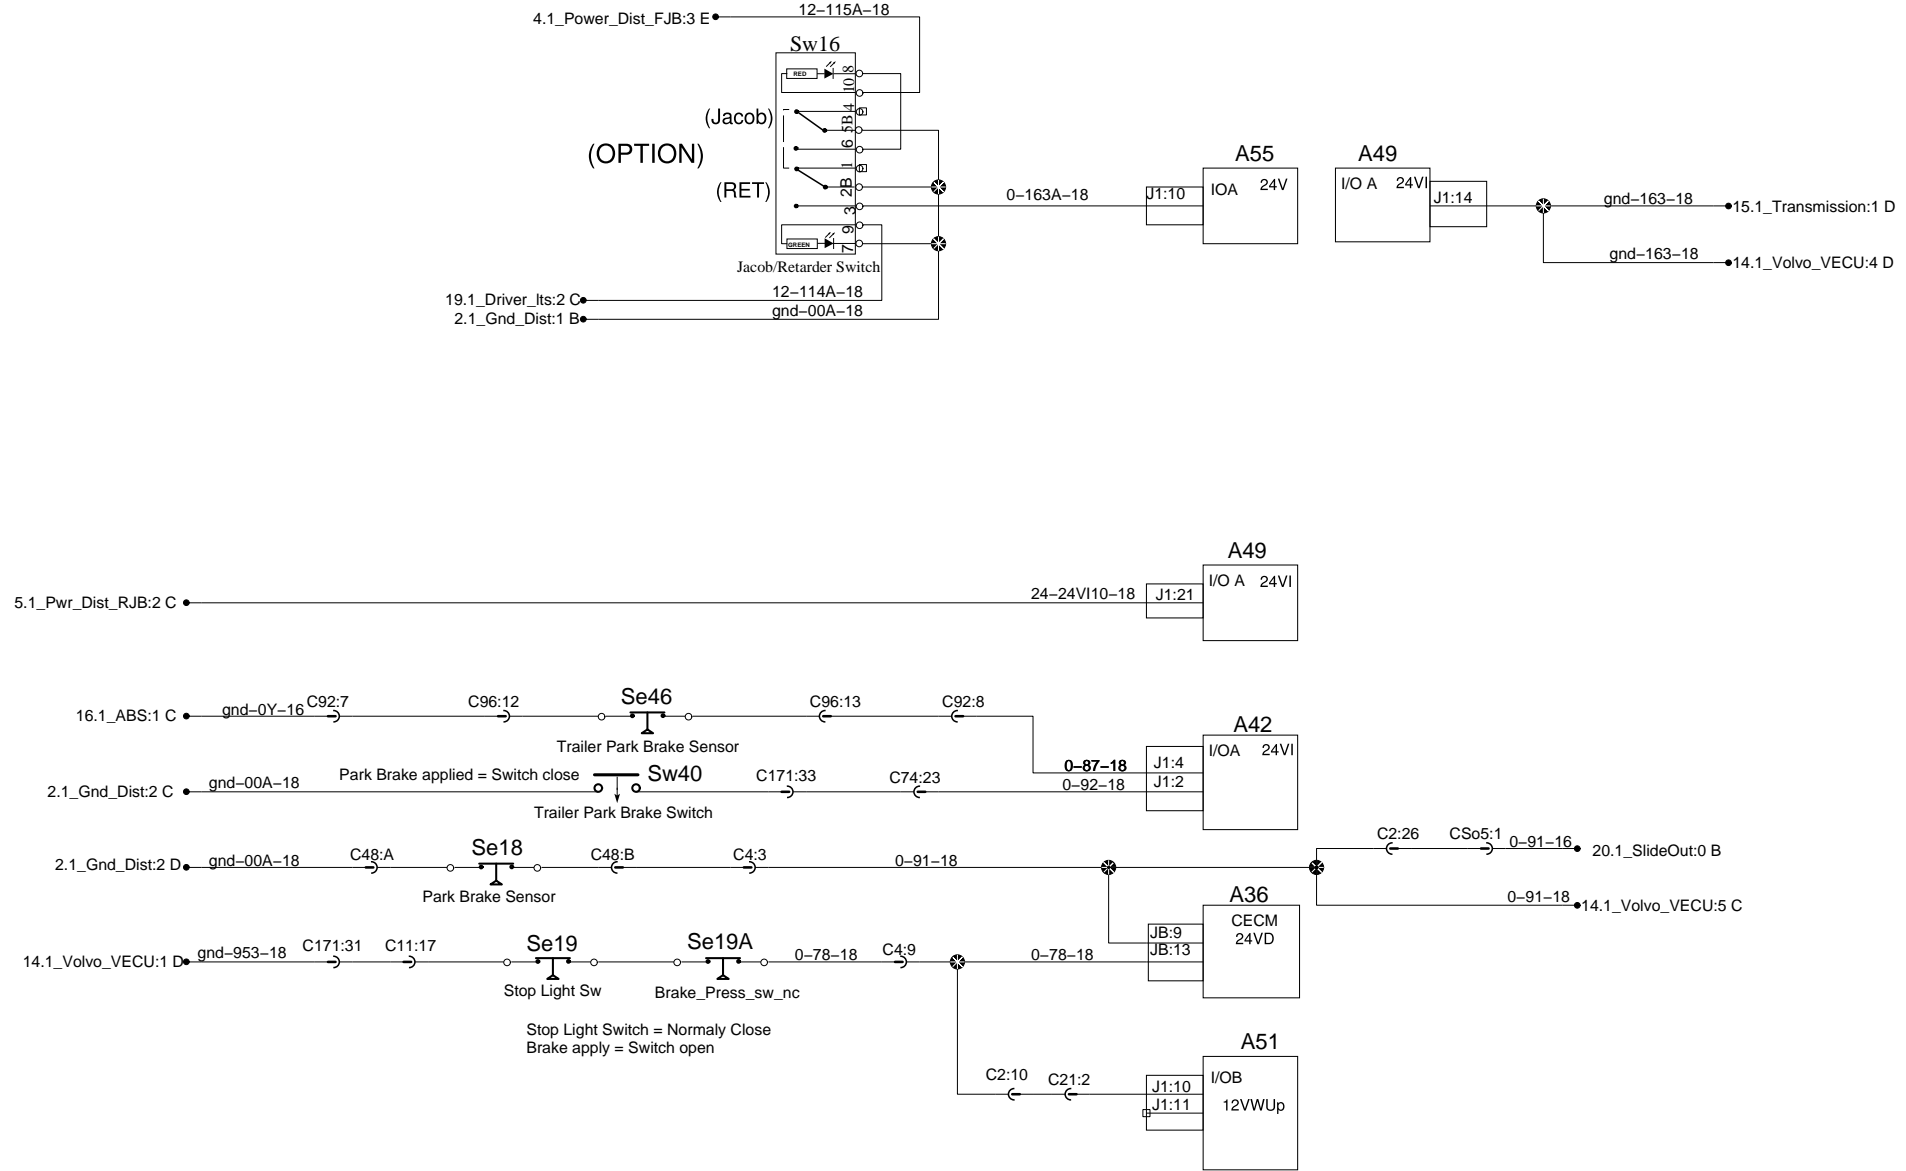 4.1_Power_Dist_FJB:3 E
12–115A–18
Sw16
RED
8
10
4
5B
6
1
2B
3
9
7
GREEN
(Jacob)
(OPTION)
(RET)
Jacob/Retarder Switch
19.1_Driver_lts:2 C
12–114A–18
2.1_Gnd_Dist:1 B
gnd–00A–18
0–163A–18
A55
J1:10
IOA
24V
A49
I/O A
24VI
J1:14
gnd–163–18
15.1_Transmission:1 D
gnd–163–18
14.1_Volvo_VECU:4 D
5.1_Pwr_Dist_RJB:2 C
24–24VI10–18
A49
J1:21
I/O A
24VI
16.1_ABS:1 C
gnd–0Y–16
C92:7
C96:12
Se46
Trailer Park Brake Sensor
C96:13
C92:8
0–87–18
A42
J1:4
J1:2
I/OA
24VI
2.1_Gnd_Dist:2 C
gnd–00A–18
Park Brake applied = Switch close
Sw40
Trailer Park Brake Switch
C171:33
C74:23
0–92–18
2.1_Gnd_Dist:2 D
gnd–00A–18
C48:A
Se18
Park Brake Sensor
C48:B
C4:3
0–91–18
C2:26
CSo5:1
0–91–16
20.1_SlideOut:0 B
0–91–18
14.1_Volvo_VECU:5 C
A36
CECM
24VD
JB:9
JB:13
14.1_Volvo_VECU:1 D
gnd–953–18
C171:31
C11:17
Se19
Stop Light Sw
Se19A
Brake_Press_sw_nc
0–78–18
C4:9
0–78–18
Stop Light Switch = Normaly Close
Brake apply = Switch open
A51
C2:10
C21:2
J1:10
J1:11
I/OB
12VWUp